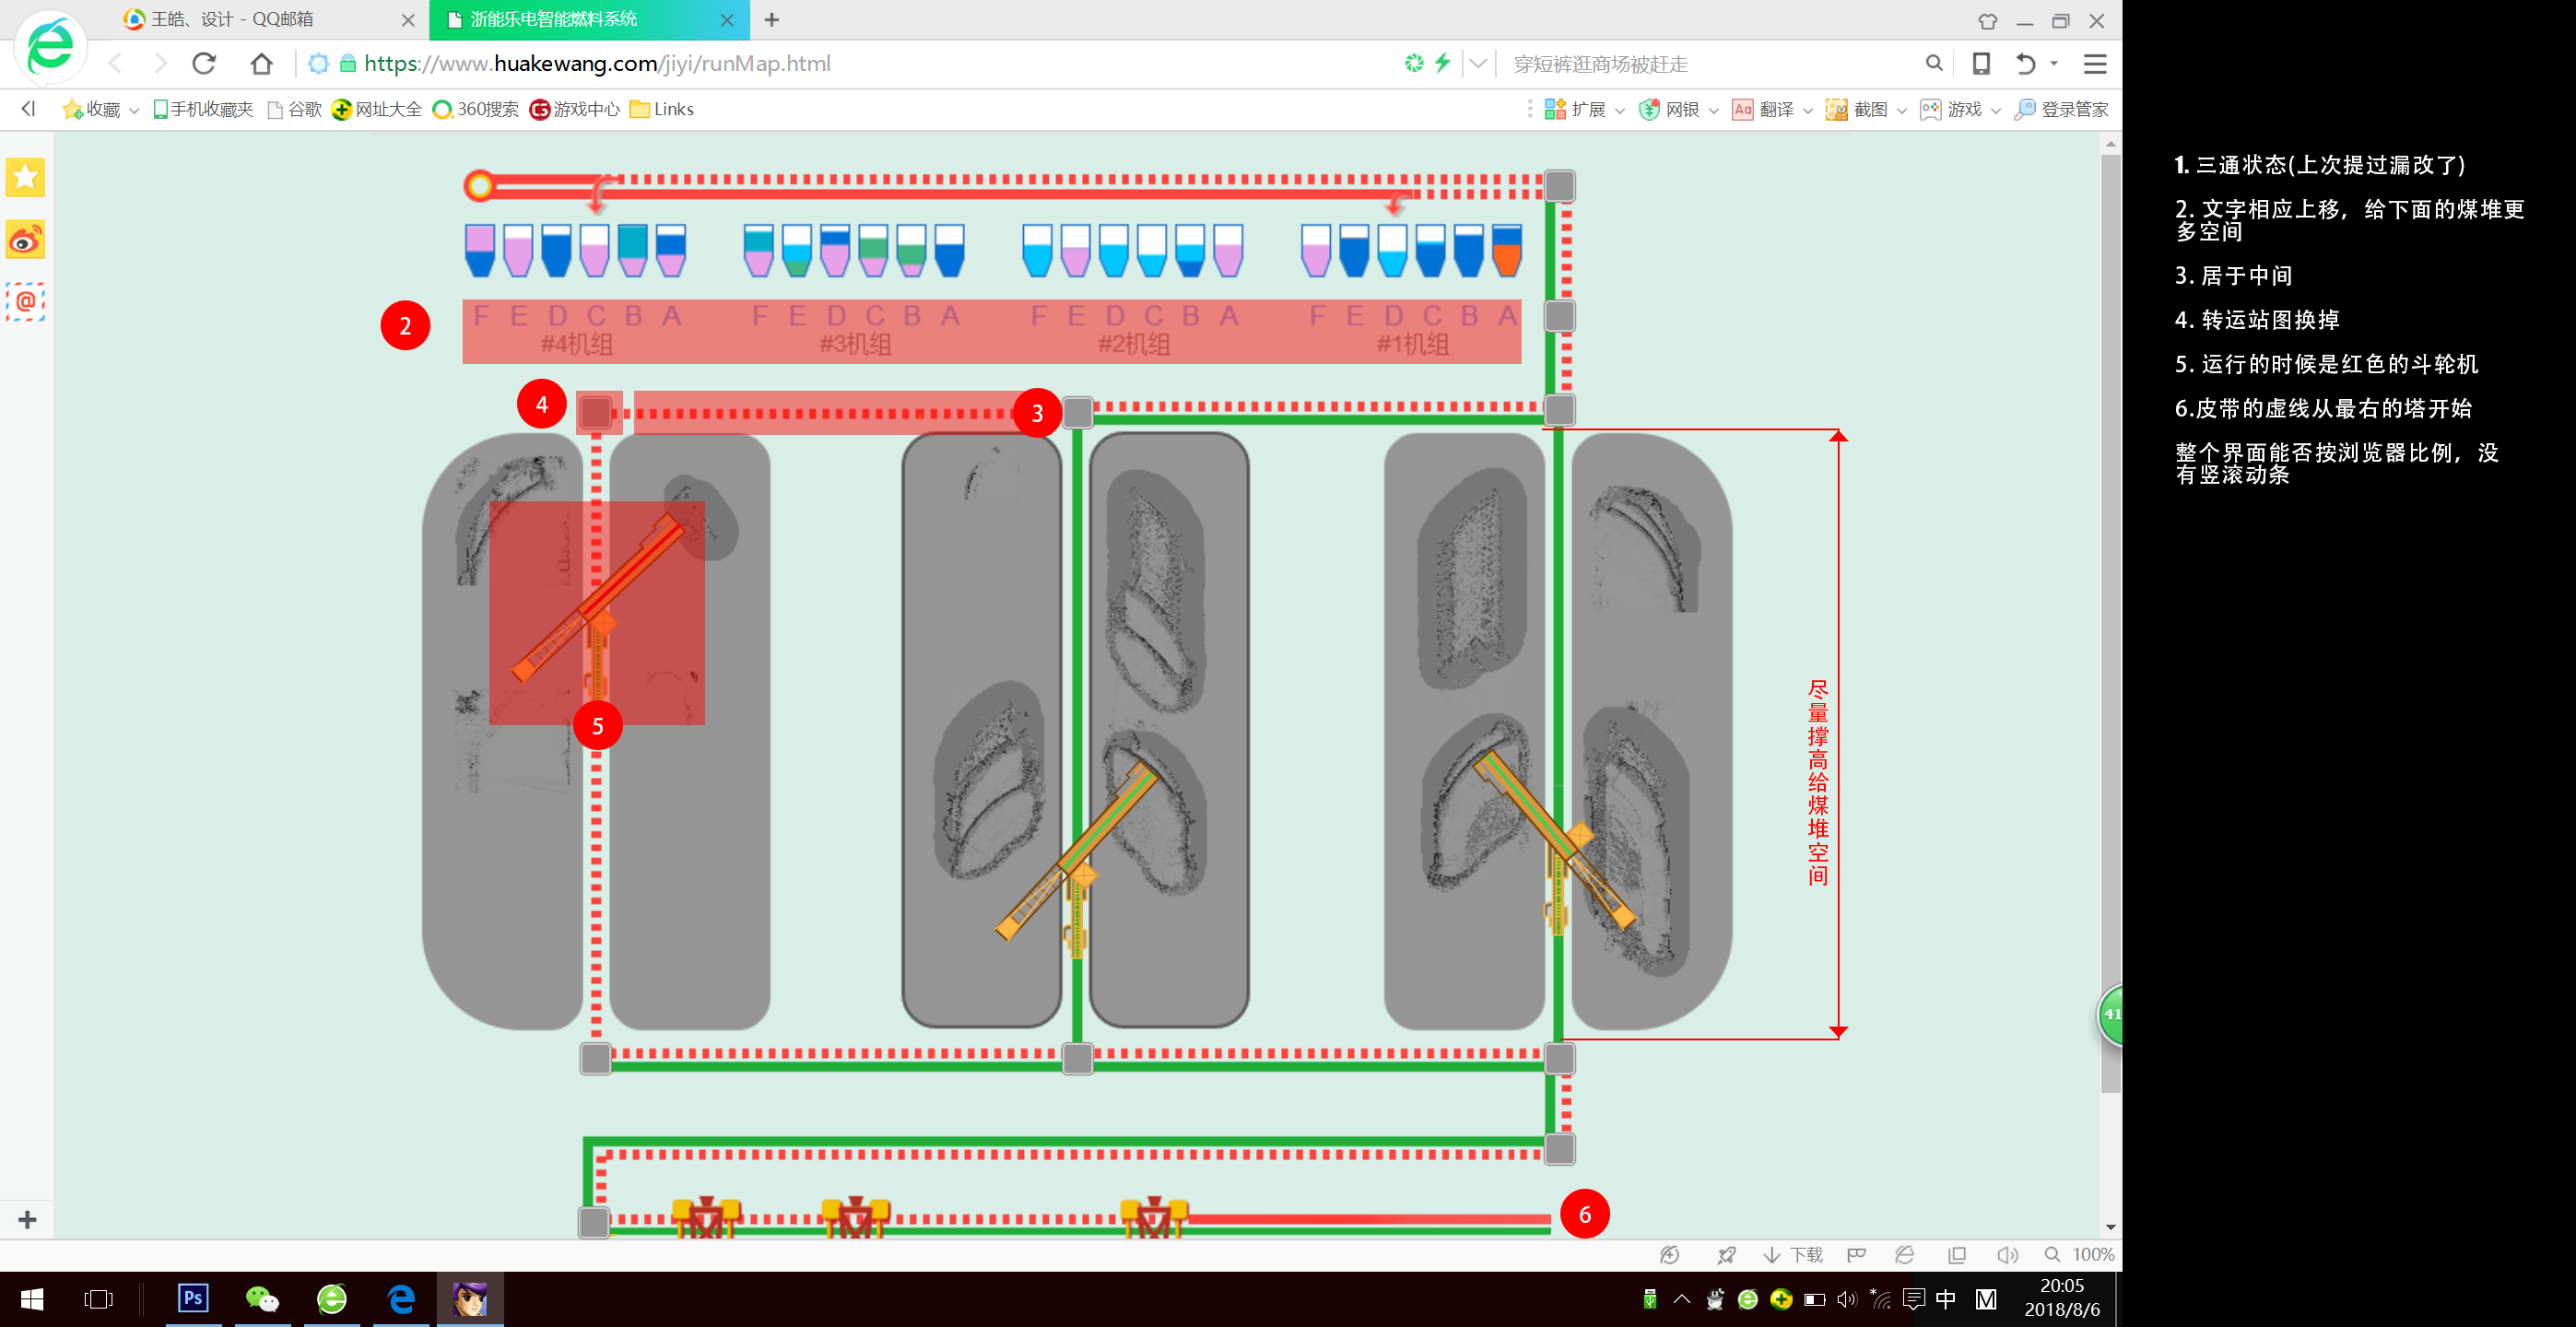 王皓、设计 - QQ邮箱
浙能乐电智能燃料系统
https://www.huakewang.com/jiyi/runMap.html
穿短裤逛商场被赶走
收藏
手机收藏夹
谷歌
网址大全
360搜索
游戏中心
Links
扩展
网银
Aa
翻译
截图
游戏
登录管家
@
2
F E D C B A
F E D C B A
F E D C B A
F E D C B A
#4机组
#3机组
#2机组
#1机组
4
3
5
尽量撑高给煤堆空间
41
6
下载
100%
Ps
中
M
20:05
2018/8/6
1. 三通状态(上次提过漏改了)
2. 文字相应上移，给下面的煤堆更
多空间
3. 居于中间
4. 转运站图换掉
5. 运行的时候是红色的斗轮机
6.皮带的虚线从最右的塔开始
整个界面能否按浏览器比例，没
有竖滚动条